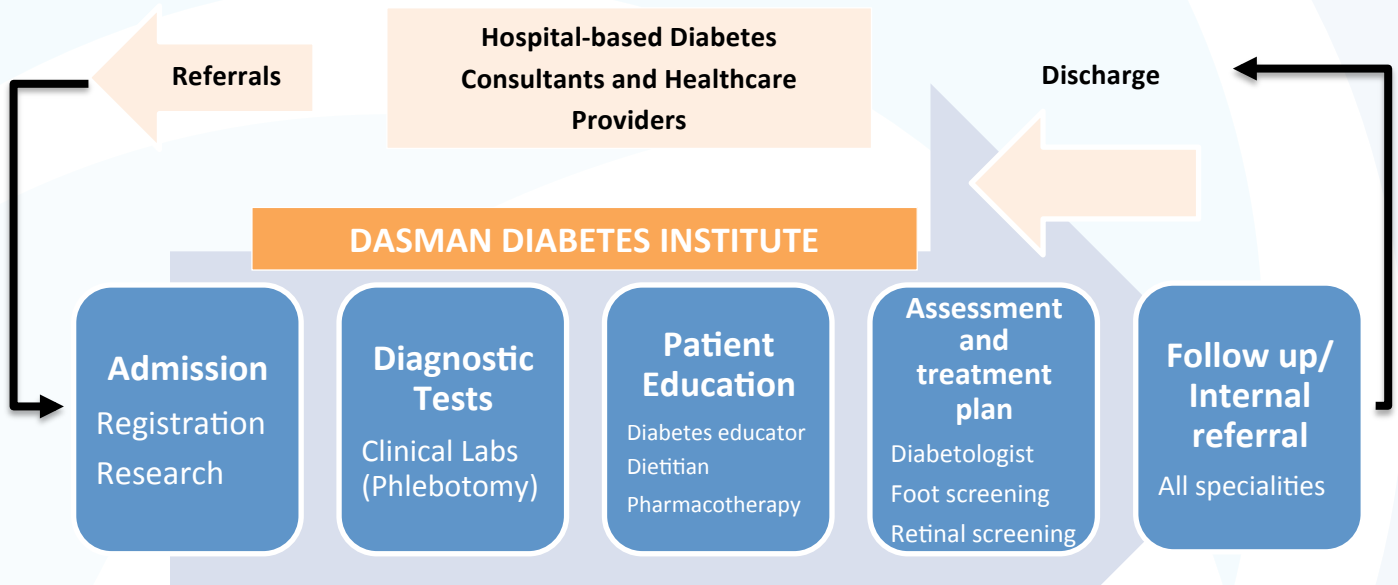 Referrals
Hospital-based Diabetes
Consultants and Healthcare
Providers
Discharge
DASMAN DIABETES INSTITUTE
Admission
Registration
Research
Diagnostic
Tests
Clinical Labs
(Phlebotomy)
Patient
Education
Diabetes educator
Dietitian
Pharmacotherapy
Assessment
and
treatment
plan
Diabetologist
Foot screening
Retinal screening
Follow up/
Internal
referral
All specialities